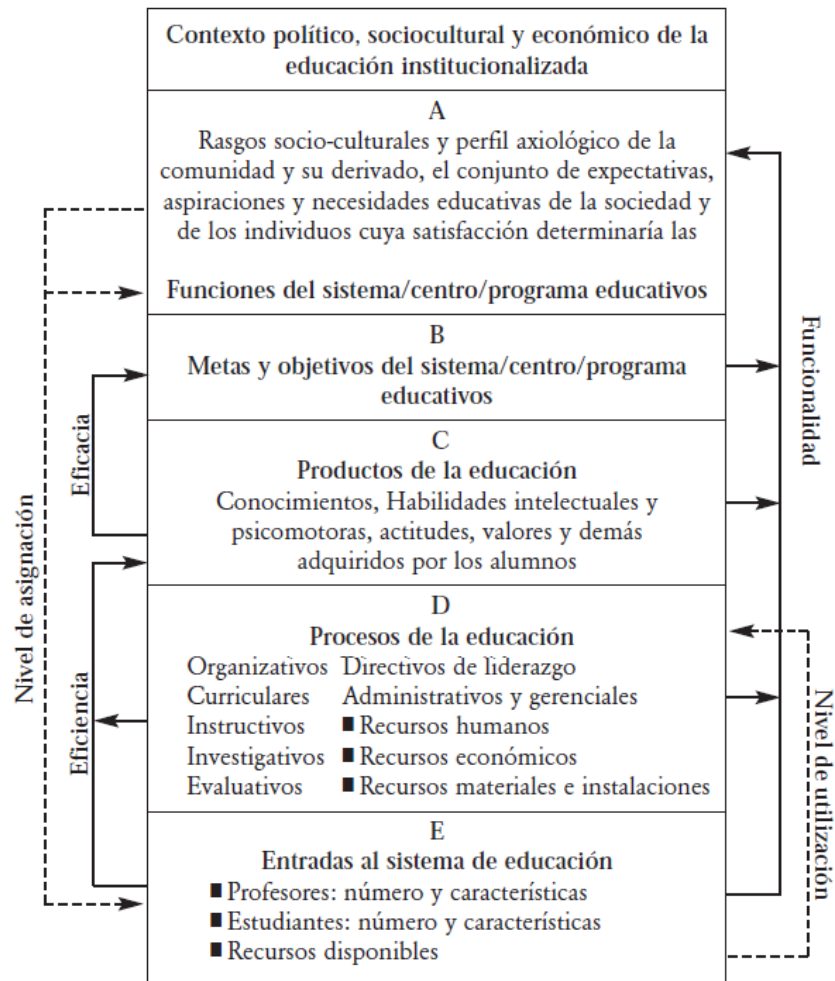 Contexto político, sociocultural y económico de la
educación institucionalizada
A
Rasgos socio-culturales y perfil axiológico de la
comunidad y su derivado, el conjunto de expectativas,
aspiraciones y necesidades educativas de la sociedad y
de los individuos cuya satisfacción determinaría las
Funciones del sistema/centro/programa educativos
B
Metas y objetivos del sistema/centro/programa
educativos
C
Productos de la educación
Conocimientos, Habilidades intelectuales y
psicomotoras, actitudes, valores y demás
adquiridos por los alumnos
D
Procesos de la educación
Organizativos Directivos de liderazgo
Curriculares Administrativos y gerenciales
Instructivos ■ Recursos humanos
Investigativos ■ Recursos económicos
Evaluativos ■ Recursos materiales e instalaciones
E
Entradas al sistema de educación
■ Profesores: número y características
■ Estudiantes: número y características
■ Recursos disponibles
Nivel de asignación
Eficacia
Eficiencia
Funcionalidad
Nivel de utilización